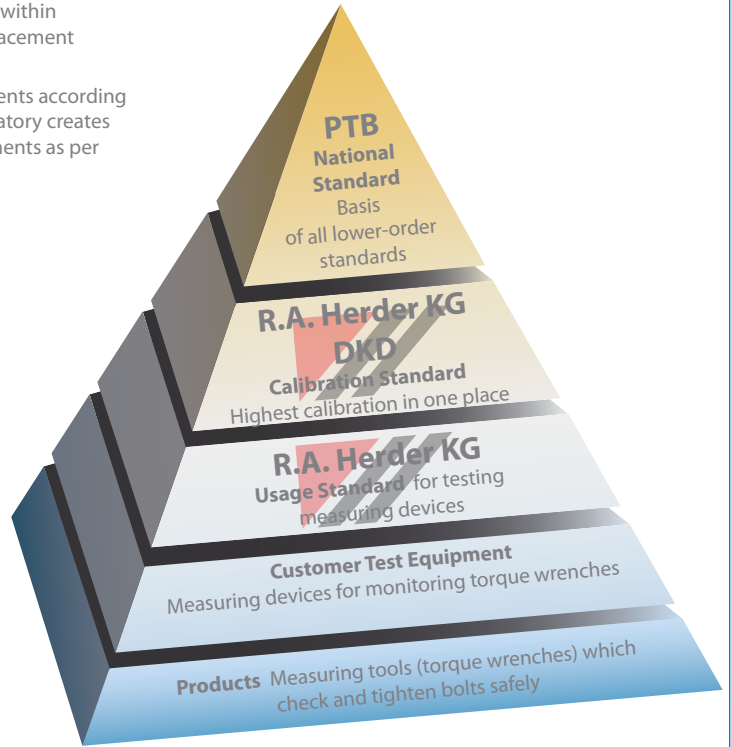 within
acement
ents according
atory creates
nents as per
PTB
National
Standard
Basis
of all lower-order
standards
R.A. Herder KG
DKD
Calibration Standard
Highest calibration in one place
R.A. Herder KG
Usage Standard for testing
measuring devices
Customer Test Equipment
Measuring devices for monitoring torque wrenches
Products Measuring tools (torque wrenches) which
check and tighten bolts safely